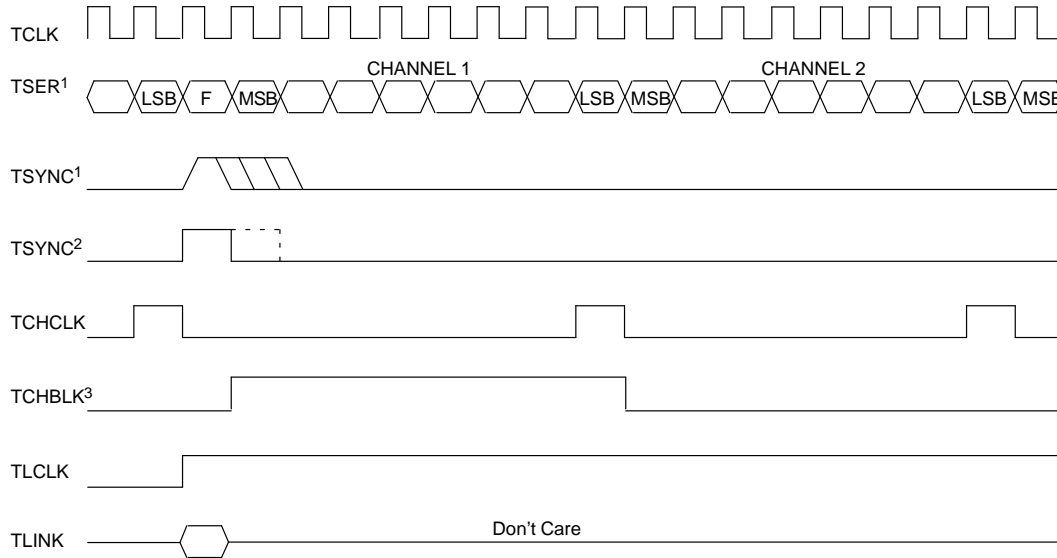 TCLK
CHANNEL 1 CHANNEL 2
TSER¹ LSB F MSB LSB MSB LSB MSB
TSYNC¹
TSYNC²
TCHCLK
TCHBLK³
TLCLK
Don't Care
TLINK